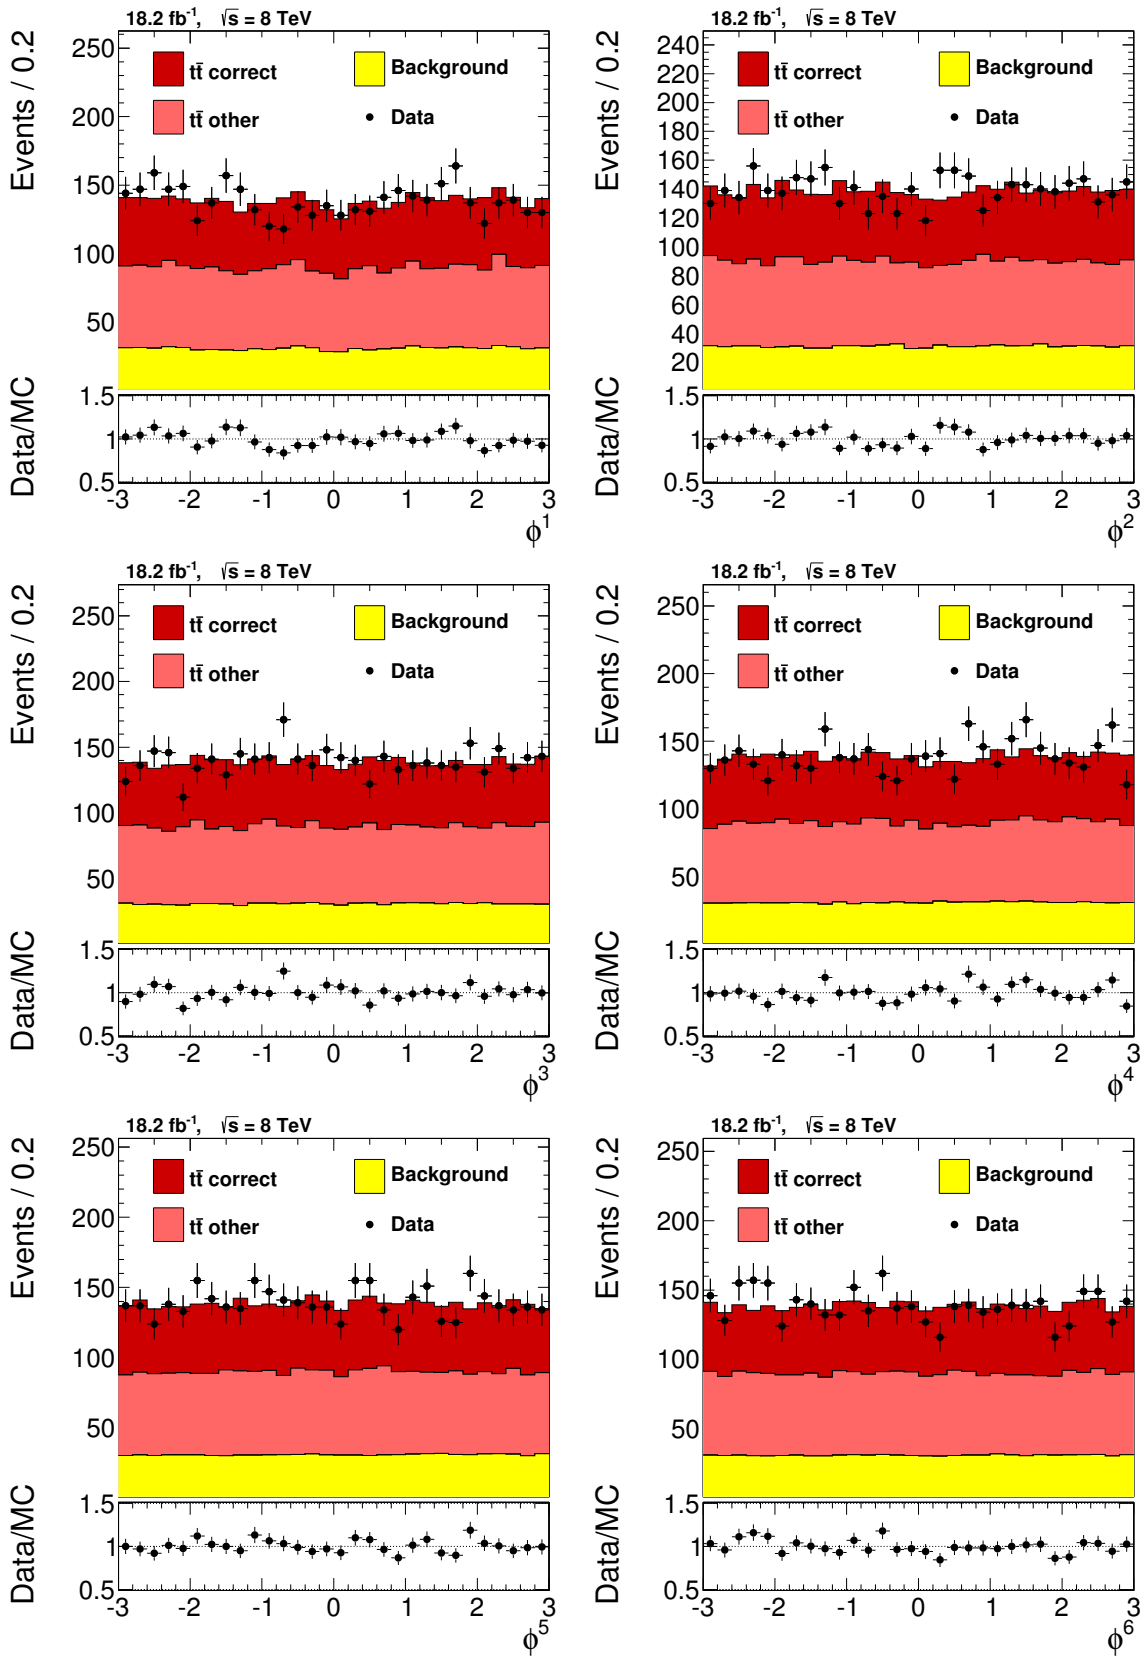 18.2 fb⁻¹, √s = 8 TeV
Events / 0.2
250
200
150
100
50
tt̄ correct
Background
tt̄ other
Data
Data/MC
1.5
1
0.5
-3 -2 -1 0 1 2 3
ϕ¹
18.2 fb⁻¹, √s = 8 TeV
Events / 0.2
240
220
200
180
160
140
120
100
80
60
40
20
tt̄ correct
Background
tt̄ other
Data
Data/MC
1.5
1
0.5
-3 -2 -1 0 1 2 3
ϕ²
18.2 fb⁻¹, √s = 8 TeV
Events / 0.2
250
200
150
100
50
tt̄ correct
Background
tt̄ other
Data
Data/MC
1.5
1
0.5
-3 -2 -1 0 1 2 3
ϕ³
18.2 fb⁻¹, √s = 8 TeV
Events / 0.2
250
200
150
100
50
tt̄ correct
Background
tt̄ other
Data
Data/MC
1.5
1
0.5
-3 -2 -1 0 1 2 3
ϕ⁴
18.2 fb⁻¹, √s = 8 TeV
Events / 0.2
250
200
150
100
50
tt̄ correct
Background
tt̄ other
Data
Data/MC
1.5
1
0.5
-3 -2 -1 0 1 2 3
ϕ⁵
18.2 fb⁻¹, √s = 8 TeV
Events / 0.2
250
200
150
100
50
tt̄ correct
Background
tt̄ other
Data
Data/MC
1.5
1
0.5
-3 -2 -1 0 1 2 3
ϕ⁶